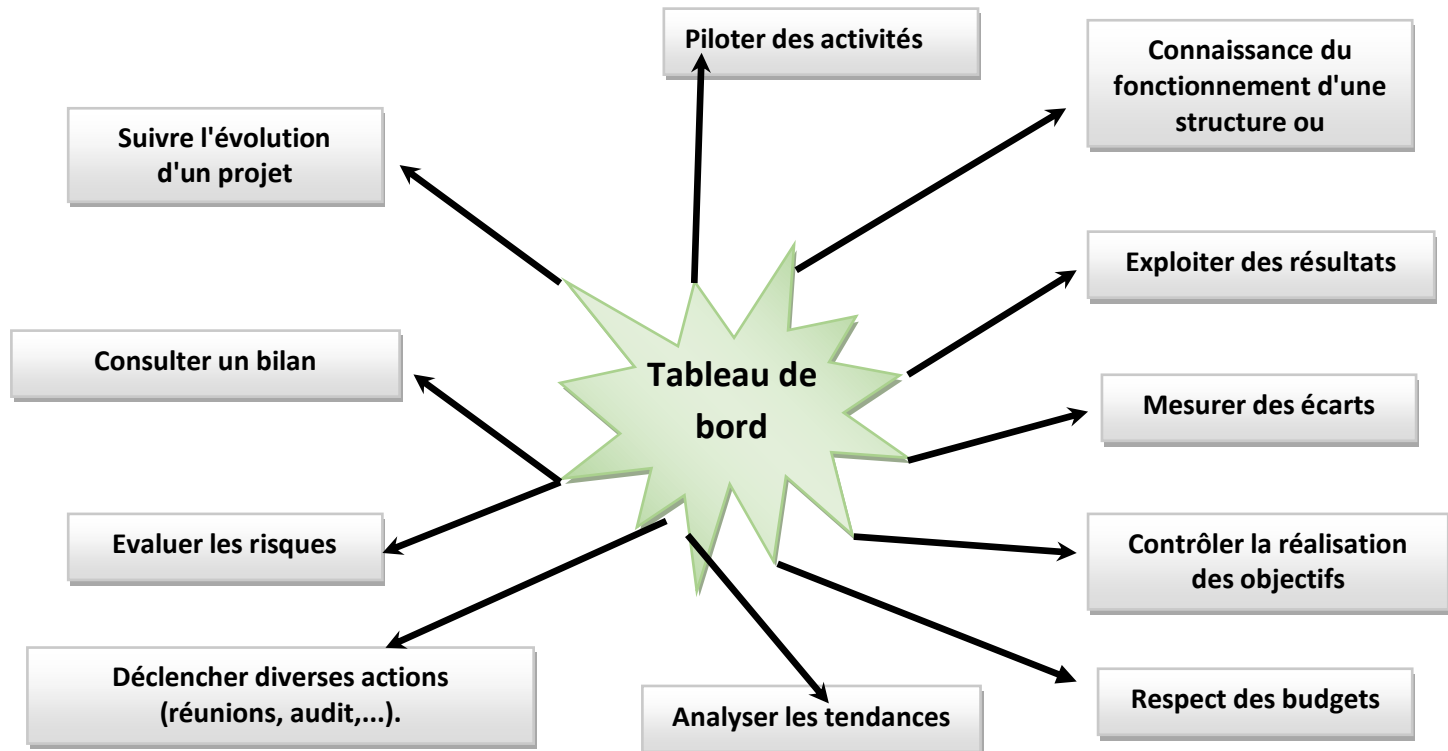 Piloter des activités
Connaissance du
fonctionnement d'une
structure ou
Suivre l'évolution
d'un projet
Exploiter des résultats
Consulter un bilan
Tableau de
bord
Mesurer des écarts
Evaluer les risques
Contrôler la réalisation
des objectifs
Déclencher diverses actions
(réunions, audit,...).
Analyser les tendances
Respect des budgets